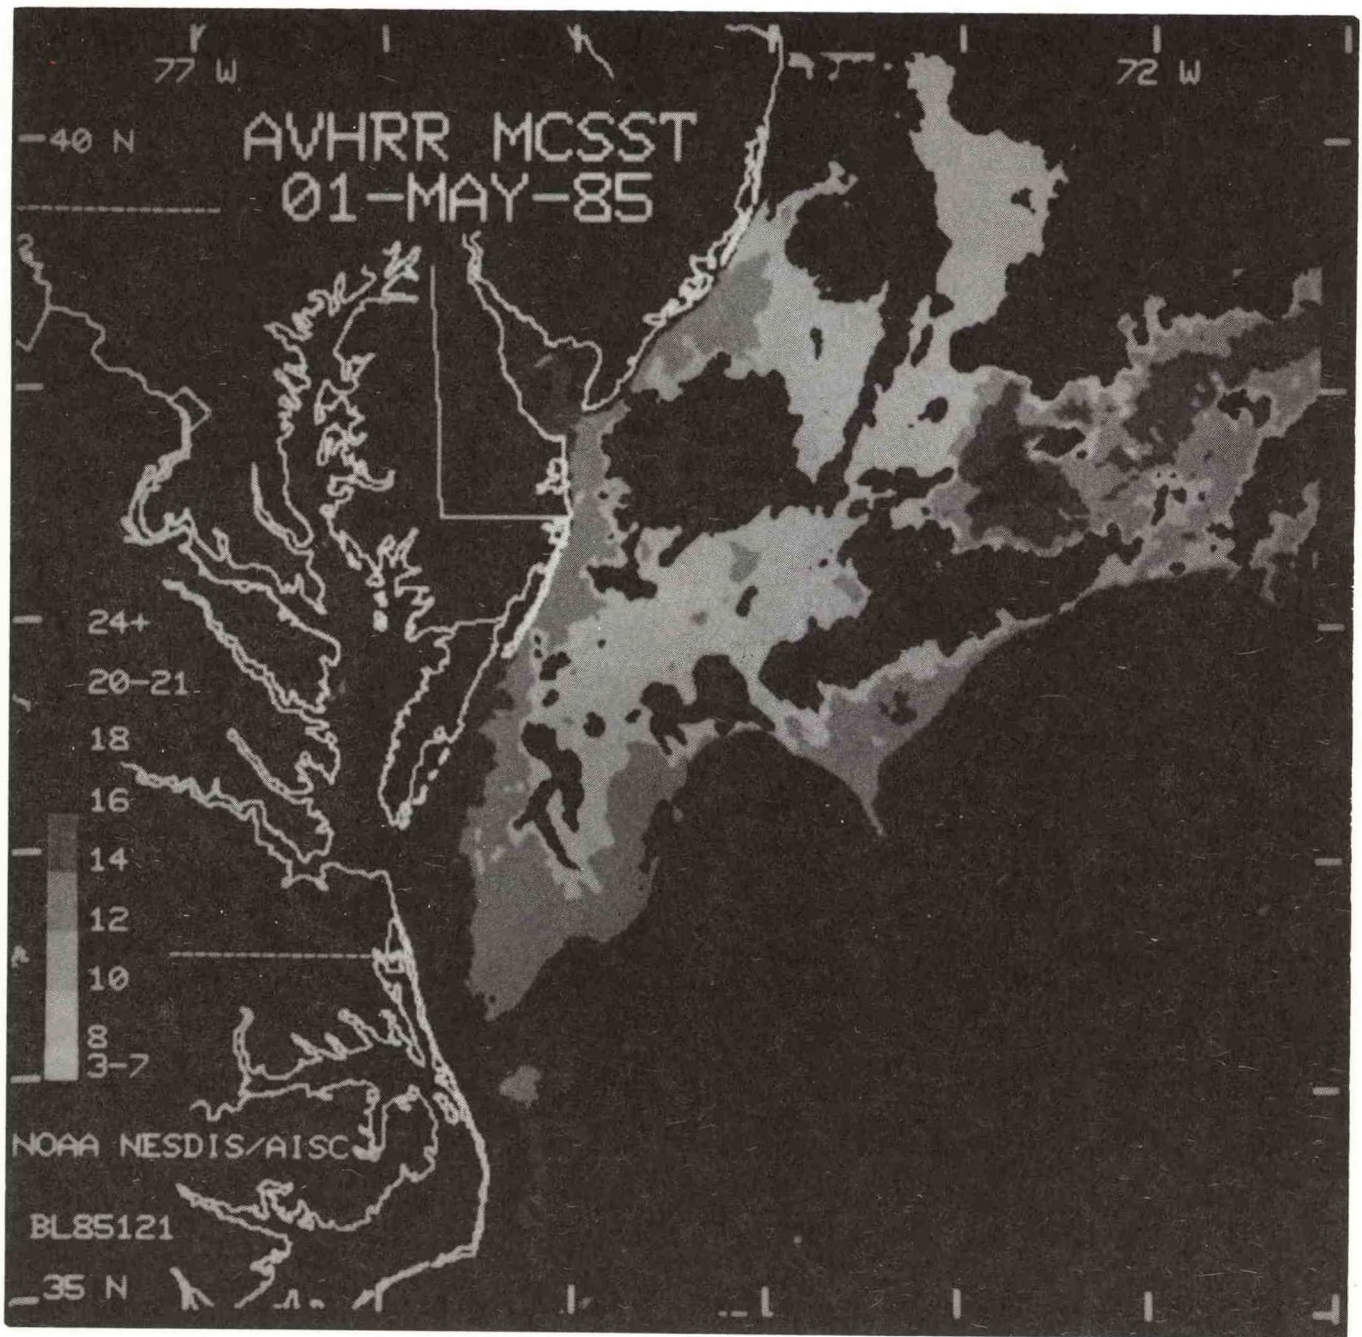 77 W
72 W
40 N
AVHRR MCSST
01-MAY-85
24+
20-21
18
16
14
12
10
8
3-7
NOAA NESDIS/AISC
BL85121
35 N